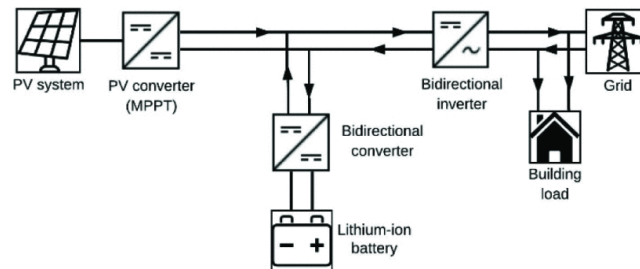 PV system
PV converter
(MPPT)
Bidirectional
inverter
Grid
Bidirectional
converter
Building
load
Lithium-ion
battery